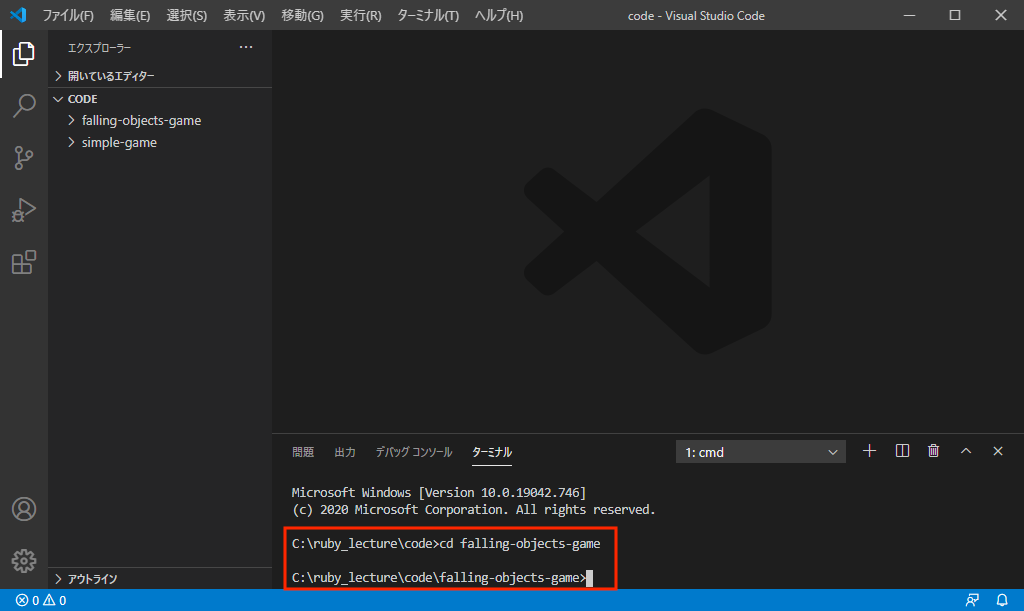 ファイル(F) 編集(E) 選択(S) 表示(V) 移動(G) 実行(R) ターミナル(T) ヘルプ(H) code - Visual Studio Code
エクスプローラー
開いているエディター
CODE
falling-objects-game
simple-game
アウトライン
問題 出力 デバッグ コンソール ターミナル 1: cmd
Microsoft Windows [Version 10.0.19042.746]
(c) 2020 Microsoft Corporation. All rights reserved.
C:\ruby_lecture\code>cd falling-objects-game
C:\ruby_lecture\code\falling-objects-game>
0 0